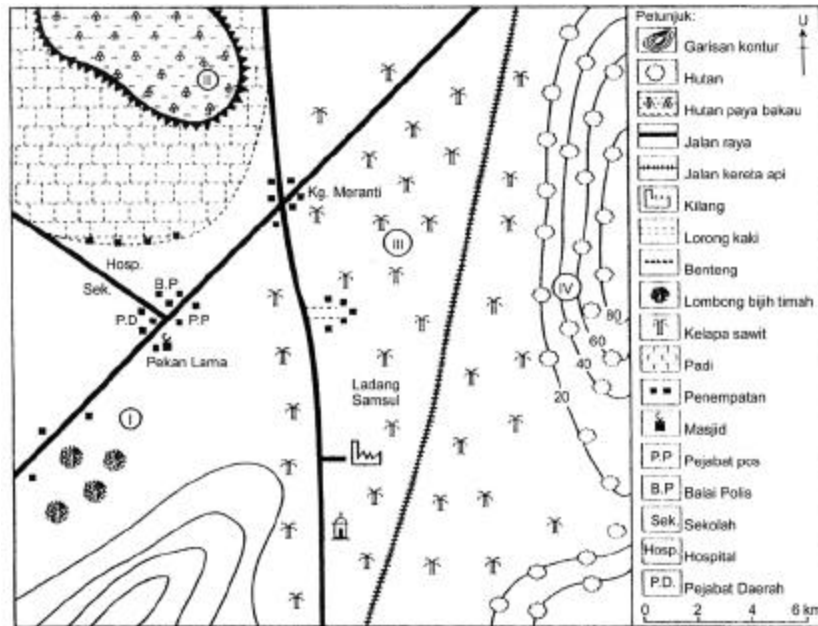 II
Kg. Meranti
III
Hosp.
Sek.
B.P
P.D
P.P
Pekan Lama
I
Ladang
Samsul
IV
80
60
40
20
Petunjuk:
U
Garisan kontur
Hutan
Hutan paya bakau
Jalan raya
Jalan kereta api
Kilang
Lorong kaki
Benteng
Lombong bijih timah
Kelapa sawit
Padi
Penempatan
Masjid
P.P Pejabat pos
B.P Balai Polis
Sek. Sekolah
Hosp. Hospital
P.D. Pejabat Daerah
0 2 4 6 km